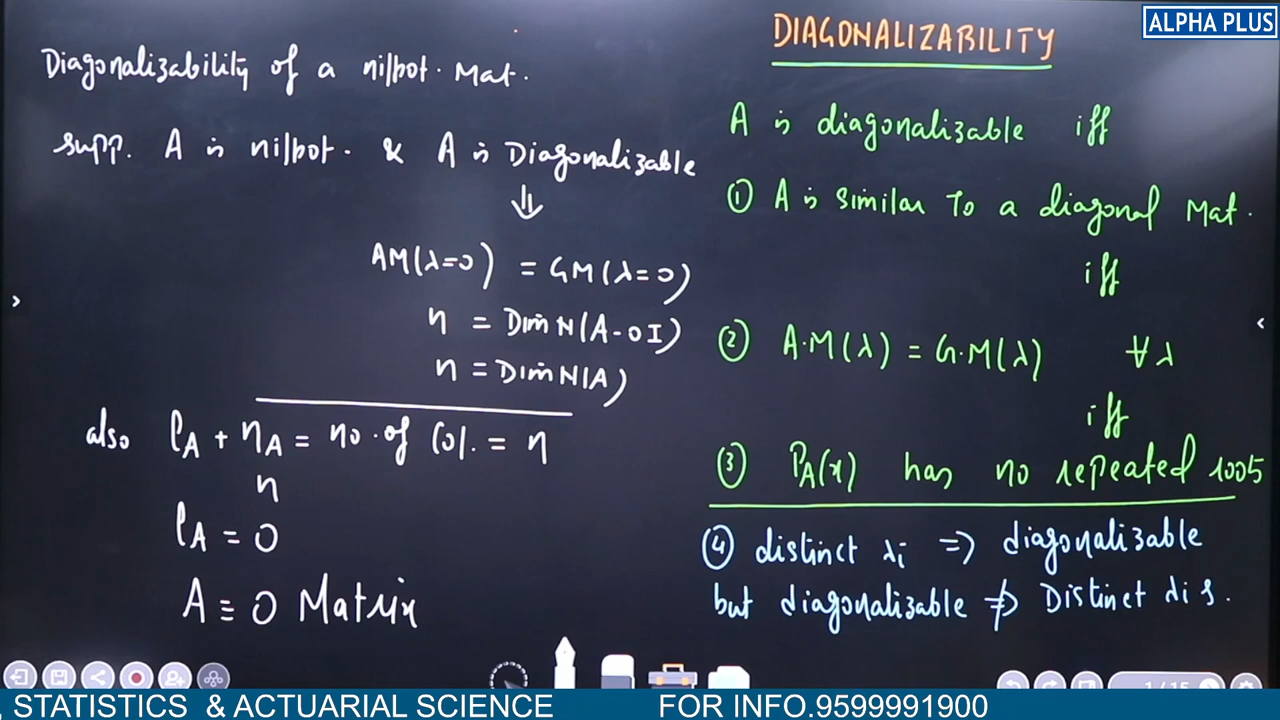 ALPHA PLUS
Diagonalizability of a nilpot. Mat.
supp. A is nilpot. & A is Diagonalizable
⇓
AM(λ=0) = GM(λ=0)
n = Dim N(A-0I)
n = Dim N(A)
also ρA + ηA = no. of Col. = n
n
ρA = 0
A ≡ 0 Matrix
DIAGONALIZABILITY
A is diagonalizable iff
① A is similar to a diagonal Mat.
iff
② A.M(λ) = G.M(λ) ∀ λ
iff
③ PA(x) has no repeated roots
④ distinct λi => diagonalizable
but diagonalizable ≠> Distinct λi s.
1/15
STATISTICS & ACTUARIAL SCIENCE FOR INFO.9599991900